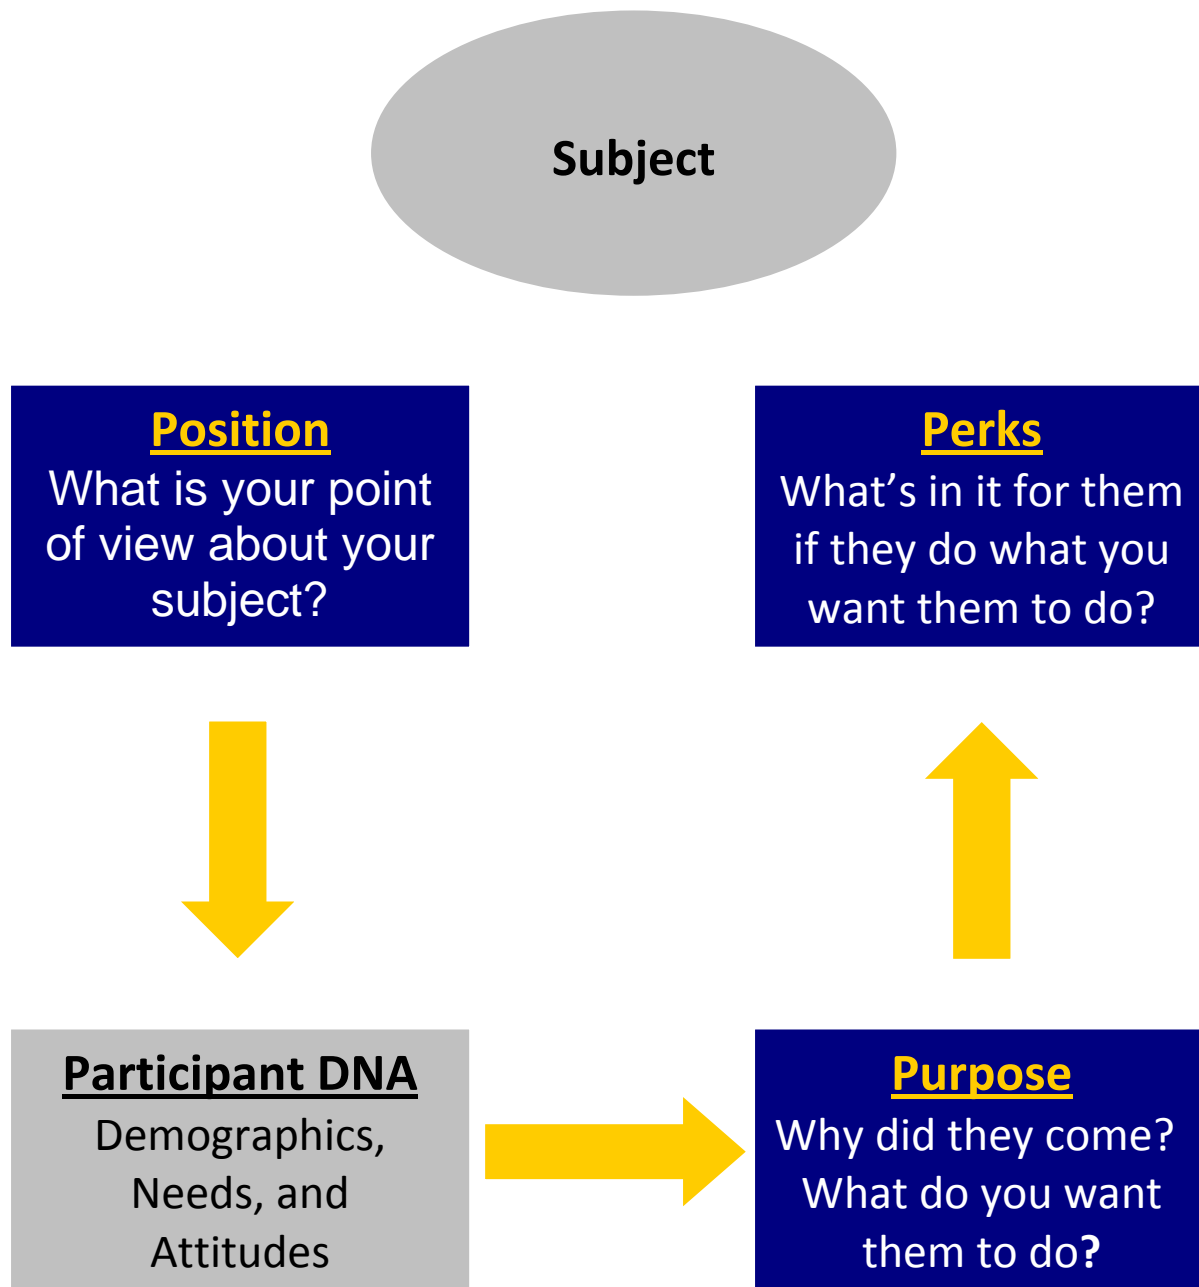 Subject
Position
What is your point
of view about your
subject?
Perks
What’s in it for them
if they do what you
want them to do?
Participant DNA
Demographics,
Needs, and
Attitudes
Purpose
Why did they come?
What do you want
them to do?